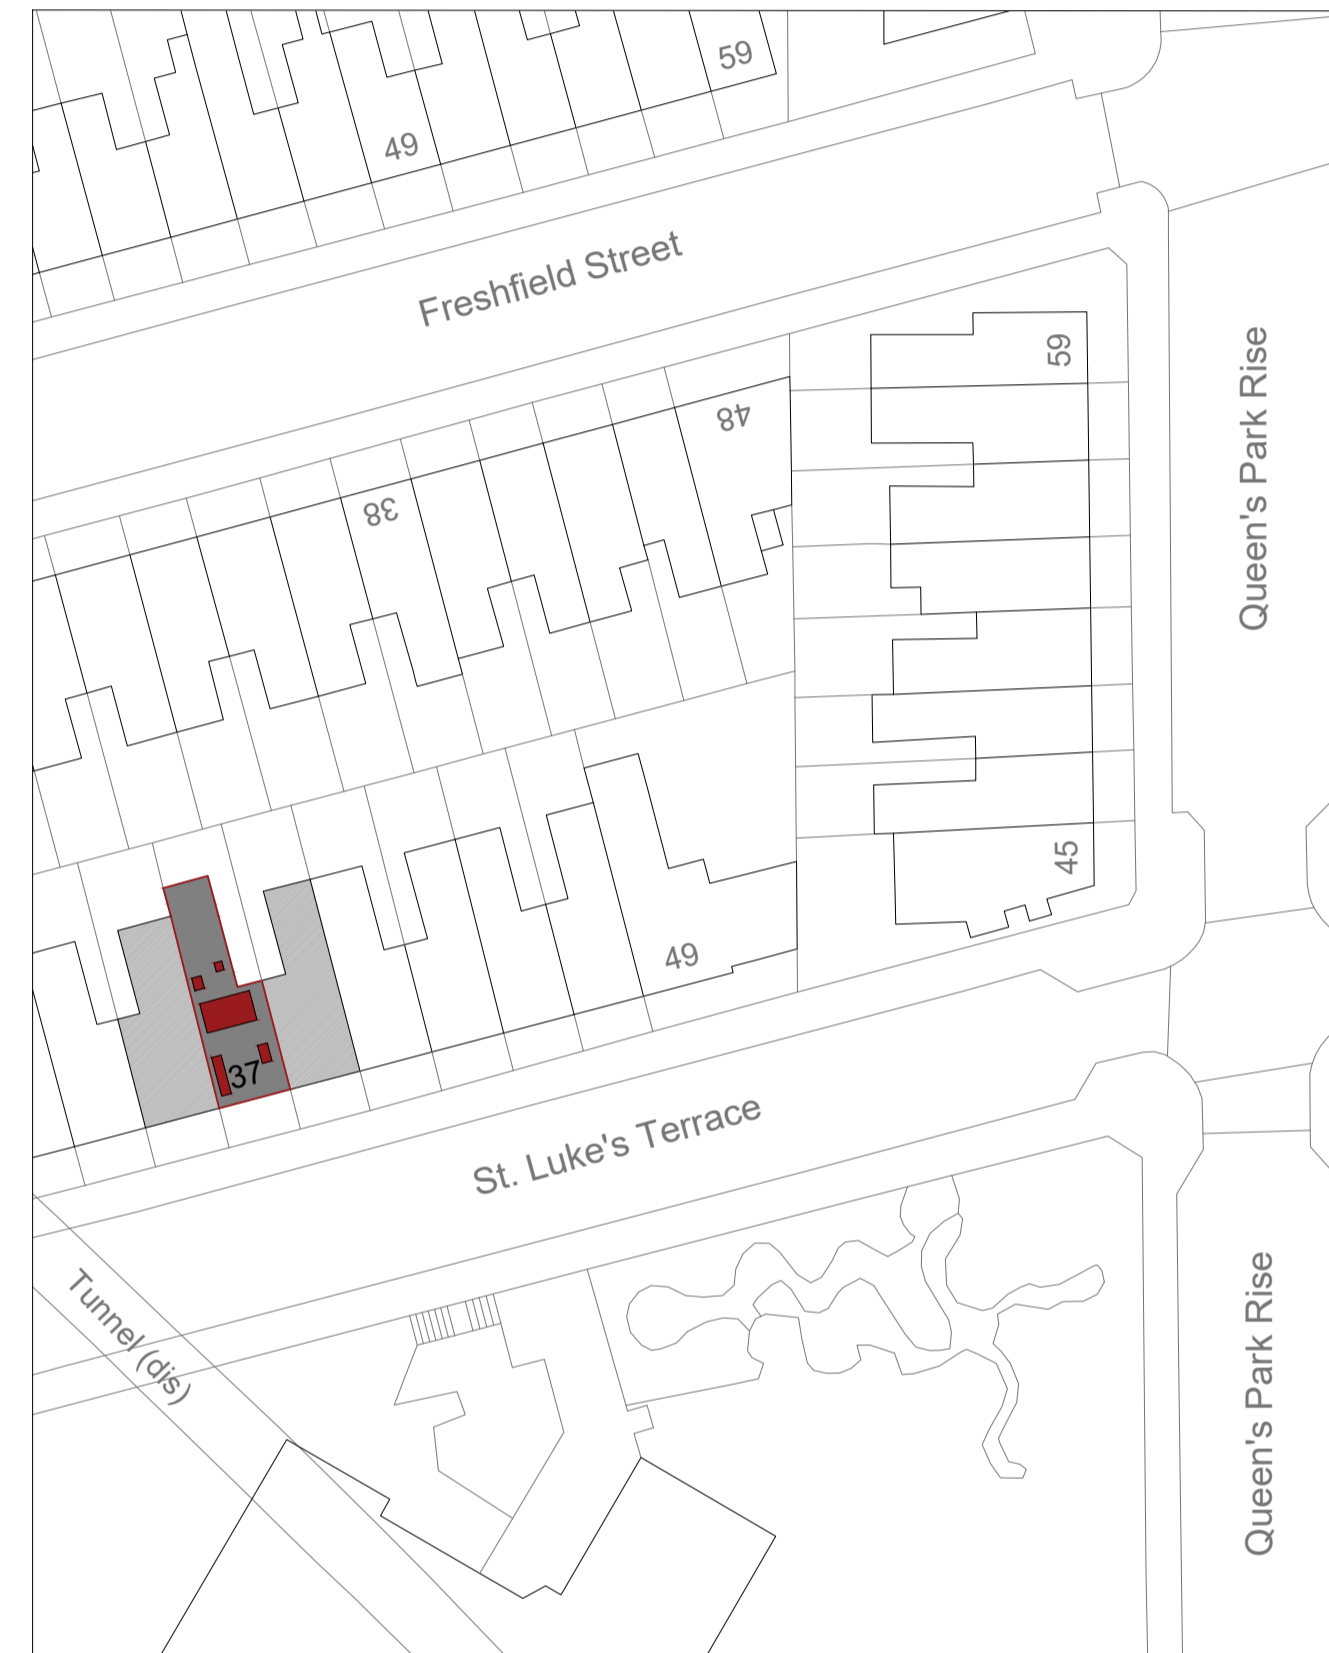 59
49
Freshfield Street
59
Queen's Park Rise
48
38
45
49
37
St. Luke's Terrace
Tunnel (dis)
Queen's Park Rise